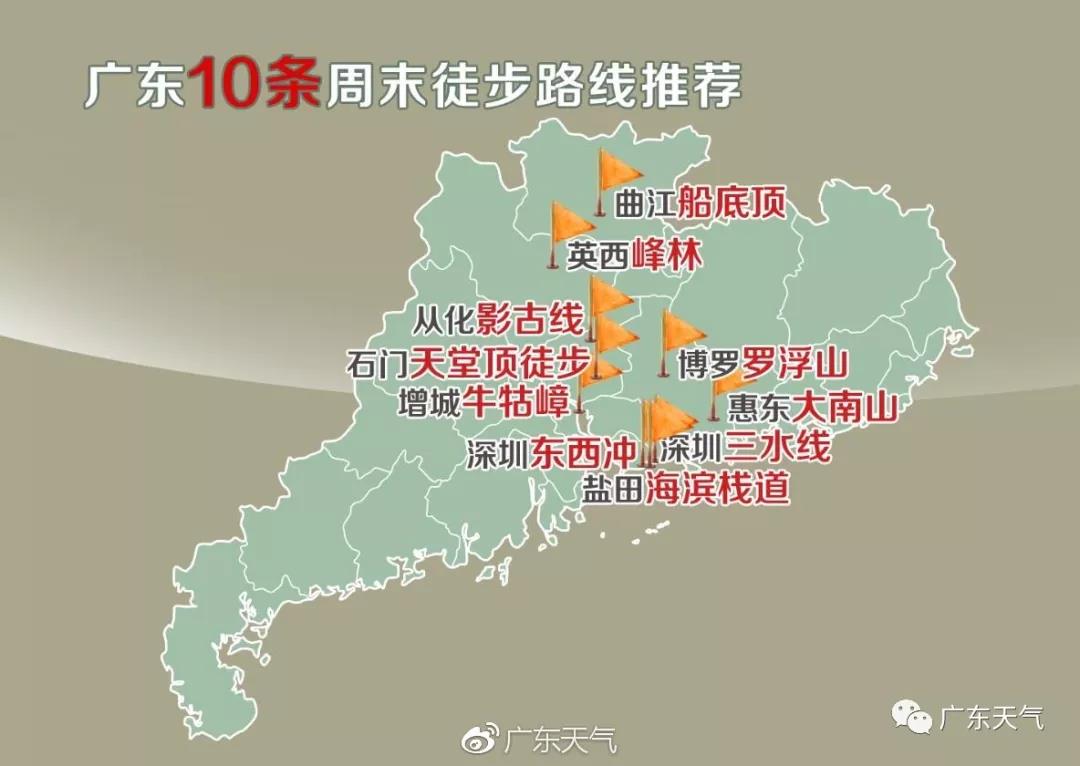 广东10条周末徒步路线推荐
曲江船底顶
英西峰林
从化影古线
石门天堂顶徒步
博罗罗浮山
增城牛牯嶂
惠东大南山
深圳东西冲
深圳三水线
盐田海滨栈道
广东天气
广东天气